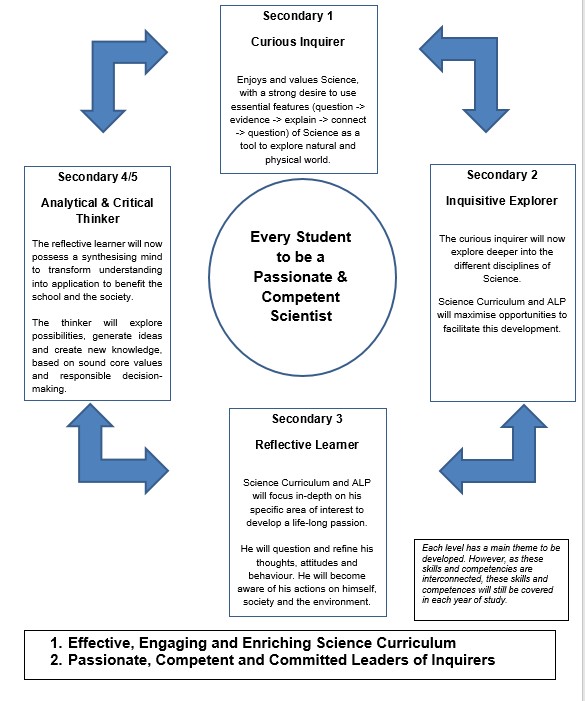 Secondary 1
Curious Inquirer
Enjoys and values Science,
with a strong desire to use
essential features (question ->
evidence -> explain -> connect
-> question) of Science as a
tool to explore natural and
physical world.
Secondary 2
Inquisitive Explorer
The curious inquirer will now
explore deeper into the
different disciplines of
Science.
Science Curriculum and ALP
will maximise opportunities to
facilitate this development.
Secondary 4/5
Analytical & Critical
Thinker
The reflective learner will now
possess a synthesising mind
to transform understanding
into application to benefit the
school and the society.
The thinker will explore
possibilities, generate ideas
and create new knowledge,
based on sound core values
and responsible decision-
making.
Every Student
to be a
Passionate &
Competent
Scientist
Secondary 3
Reflective Learner
Science Curriculum and ALP
will focus in-depth on his
specific area of interest to
develop a life-long passion.
He will question and refine his
thoughts, attitudes and
behaviour. He will become
aware of his actions on himself,
society and the environment.
Each level has a main theme to be
developed. However, as these
skills and competencies are
interconnected, these skills and
competences will still be covered
in each year of study.
1. Effective, Engaging and Enriching Science Curriculum
2. Passionate, Competent and Committed Leaders of Inquirers